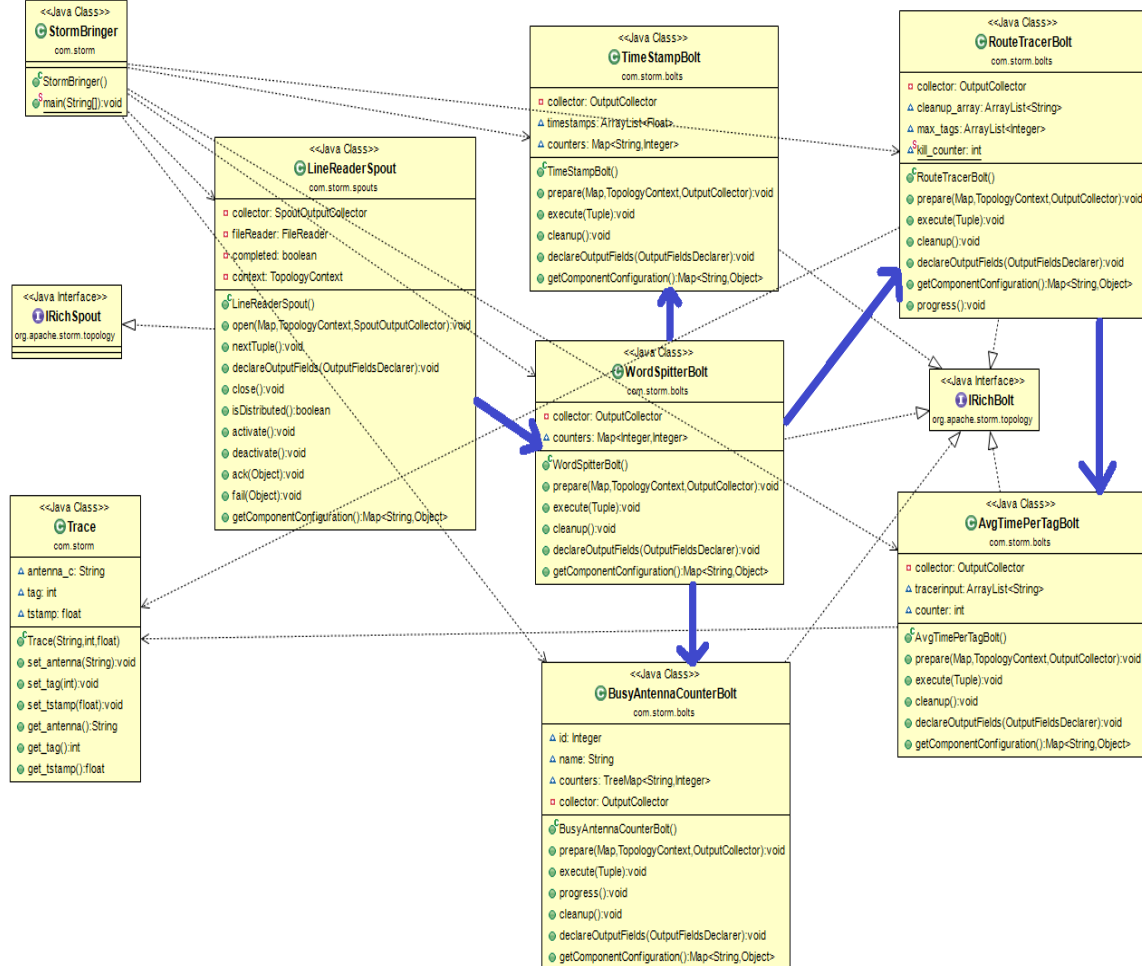 <<Java Class>>
StormBringer
com.storm
StormBringer()
main(String[]):void
<<Java Class>>
TimeStampBolt
com.storm.bolts
collector: OutputCollector
timestamps: ArrayList<Float>
counters: Map<String,Integer>
TimeStampBolt()
prepare(Map,TopologyContext,OutputCollector):void
execute(Tuple):void
cleanup():void
declareOutputFields(OutputFieldsDeclarer):void
getComponentConfiguration():Map<String,Object>
<<Java Class>>
RouteTracerBolt
com.storm.bolts
collector: OutputCollector
cleanup_array: ArrayList<String>
max_tags: ArrayList<Integer>
kill_counter: int
RouteTracerBolt()
prepare(Map,TopologyContext,OutputCollector):void
execute(Tuple):void
cleanup():void
declareOutputFields(OutputFieldsDeclarer):void
getComponentConfiguration():Map<String,Object>
progress():void
<<Java Class>>
LineReaderSpout
com.storm.spouts
collector: SpoutOutputCollector
fileReader: FileReader
completed: boolean
context: TopologyContext
LineReaderSpout()
open(Map,TopologyContext,SpoutOutputCollector):void
nextTuple():void
declareOutputFields(OutputFieldsDeclarer):void
close():void
isDistributed():boolean
activate():void
deactivate():void
ack(Object):void
fail(Object):void
getComponentConfiguration():Map<String,Object>
<<Java Interface>>
IRichSpout
org.apache.storm.topology
<<Java Class>>
WordSpitterBolt
com.storm.bolts
collector: OutputCollector
counters: Map<Integer,Integer>
WordSpitterBolt()
prepare(Map,TopologyContext,OutputCollector):void
execute(Tuple):void
cleanup():void
declareOutputFields(OutputFieldsDeclarer):void
getComponentConfiguration():Map<String,Object>
<<Java Interface>>
IRichBolt
org.apache.storm.topology
<<Java Class>>
Trace
com.storm
antenna_c: String
tag: int
tstamp: float
Trace(String,int,float)
set_antenna(String):void
set_tag(int):void
set_tstamp(float):void
get_antenna():String
get_tag():int
get_tstamp():float
<<Java Class>>
AvgTimePerTagBolt
com.storm.bolts
collector: OutputCollector
tracerinput: ArrayList<String>
counter: int
AvgTimePerTagBolt()
prepare(Map,TopologyContext,OutputCollector):void
execute(Tuple):void
cleanup():void
declareOutputFields(OutputFieldsDeclarer):void
getComponentConfiguration():Map<String,Object>
<<Java Class>>
BusyAntennaCounterBolt
com.storm.bolts
id: Integer
name: String
counters: TreeMap<String,Integer>
collector: OutputCollector
BusyAntennaCounterBolt()
prepare(Map,TopologyContext,OutputCollector):void
execute(Tuple):void
progress():void
cleanup():void
declareOutputFields(OutputFieldsDeclarer):void
getComponentConfiguration():Map<String,Object>